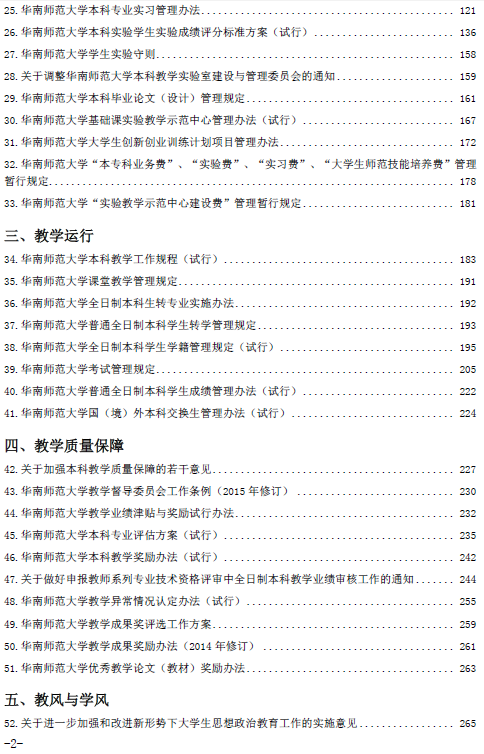 25.华南师范大学本科专业实习管理办法........................................ 121
26.华南师范大学本科实验学生实验成绩评分标准方案（试行）........................ 136
27.华南师范大学学生实验守则................................................ 158
28.关于调整华南师范大学本科教学实验室建设与管理委员会的通知.................... 159
29.华南师范大学本科毕业论文（设计）管理规定.................................. 161
30.华南师范大学基础课实验教学示范中心管理办法（试行）.......................... 167
31.华南师范大学大学生创新创业训练计划项目管理办法............................ 172
32.华南师范大学“本专科业务费”、“实验费”、“实习费”、“大学生师范技能培养费”管理
暂行规定................................................................ 178
33.华南师范大学“实验教学示范中心建设费”管理暂行规定.......................... 181
三、教学运行
34.华南师范大学本科教学工作规程（试行）...................................... 183
35.华南师范大学课堂教学管理规定............................................ 191
36.华南师范大学全日制本科生转专业实施办法.................................... 192
37.华南师范大学普通全日制本科学生转学管理规定................................ 193
38.华南师范大学全日制本科学生学籍管理规定（试行）............................ 195
39.华南师范大学考试管理规定................................................ 205
40.华南师范大学普通全日制本科学生成绩管理办法（试行）........................ 222
41.华南师范大学国（境）外本科交换生管理办法（试行）.......................... 224
四、教学质量保障
42.关于加强本科教学质量保障的若干意见...................................... 227
43.华南师范大学教学督导委员会工作条例（2015年修订） .......................... 230
44.华南师范大学教学业绩津贴与奖励试行办法.................................... 232
45.华南师范大学本科专业评估方案（试行）...................................... 235
46.华南师范大学本科教学奖励办法（试行）...................................... 242
47.关于做好申报教师系列专业技术资格评审中全日制本科教学业绩审核工作的通知....... 244
48.华南师范大学教学异常情况认定办法（试行）.................................. 255
49.华南师范大学教学成果奖评选工作方案...................................... 259
50.华南师范大学教学成果奖励办法（2014年修订） ................................ 261
51.华南师范大学优秀教学论文（教材）奖励办法.................................. 263
五、教风与学风
52.关于进一步加强和改进新形势下大学生思想政治教育工作的实施意见................ 265
-2-